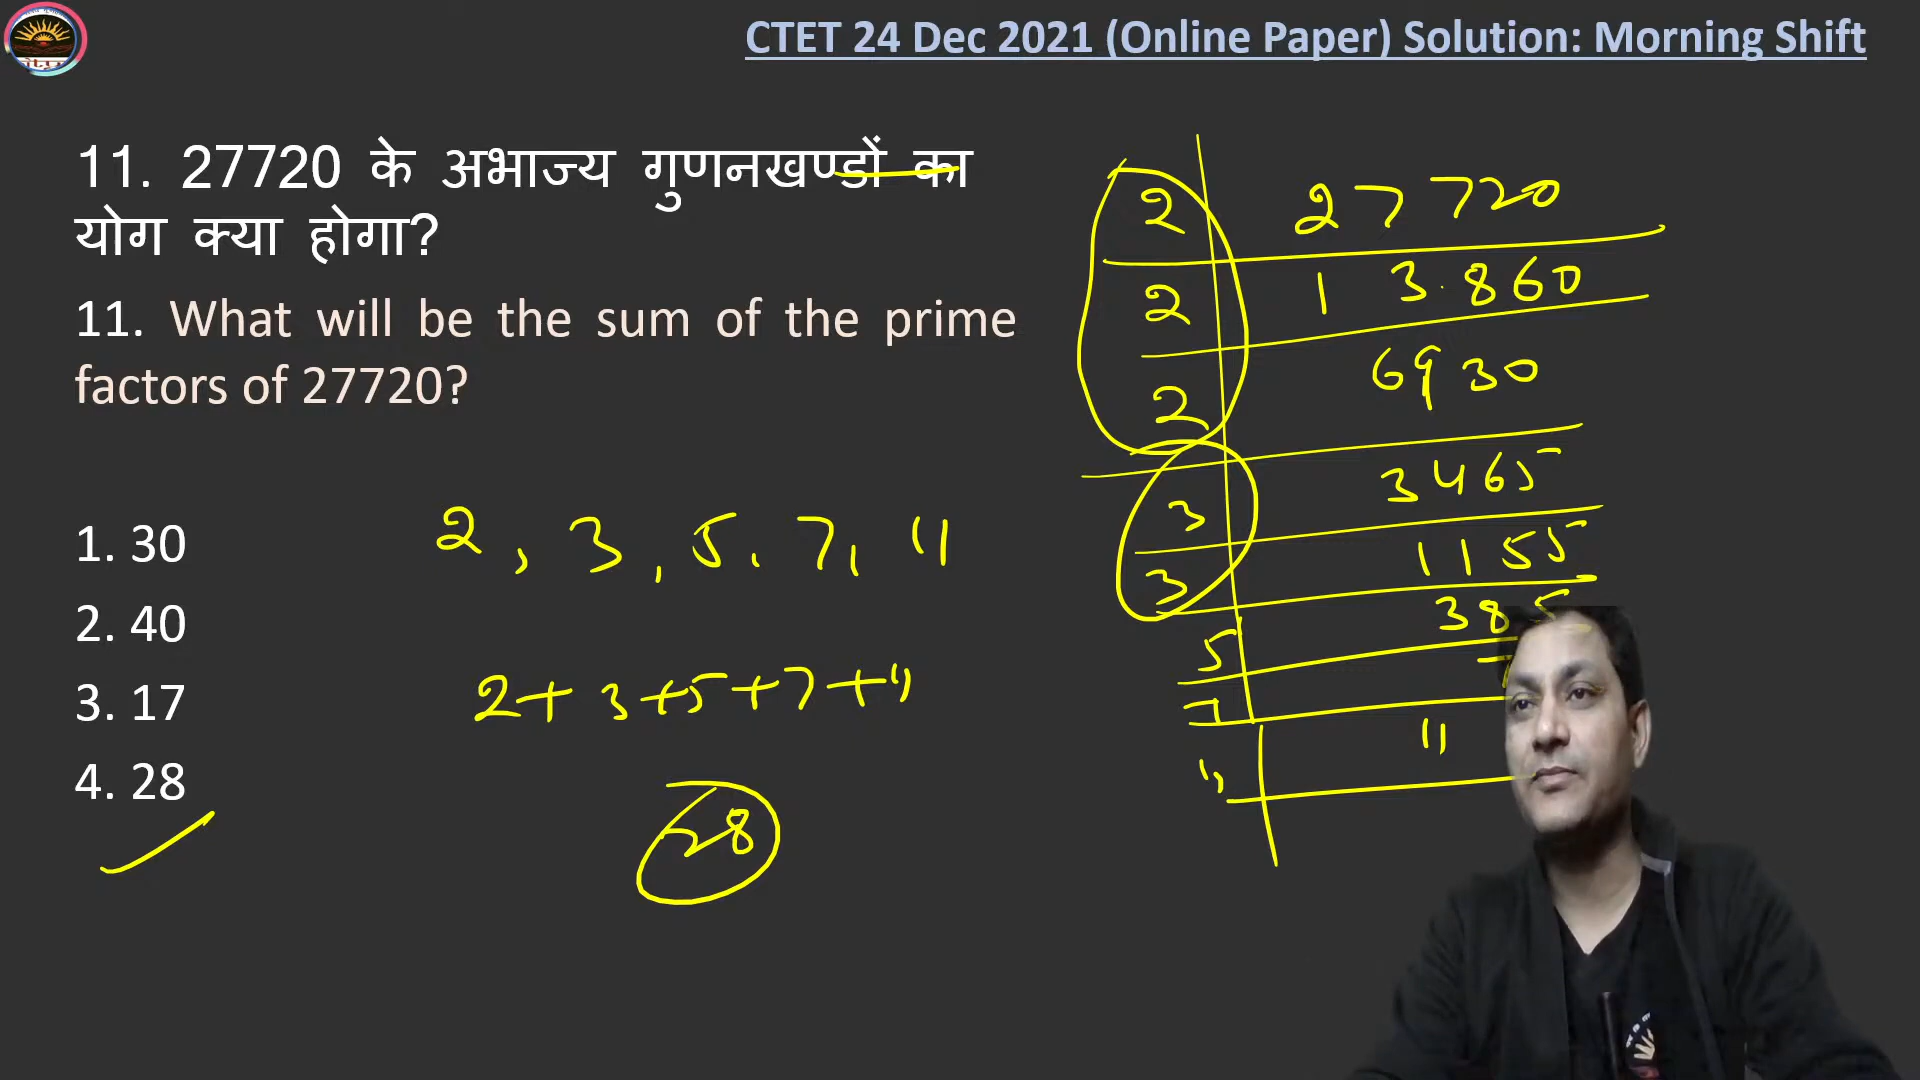 CTET 24 Dec 2021 (Online Paper) Solution: Morning Shift
11. 27720 के अभाज्य गुणनखण्डों का
योग क्या होगा?
11. What will be the sum of the prime
factors of 27720?
1. 30
2. 40
3. 17
4. 28
2, 3, 5, 7, 11
2+3+5+7+11
28
2 27720
2 13860
2 6930
3 3465
3 1155
5 385
7
11 11